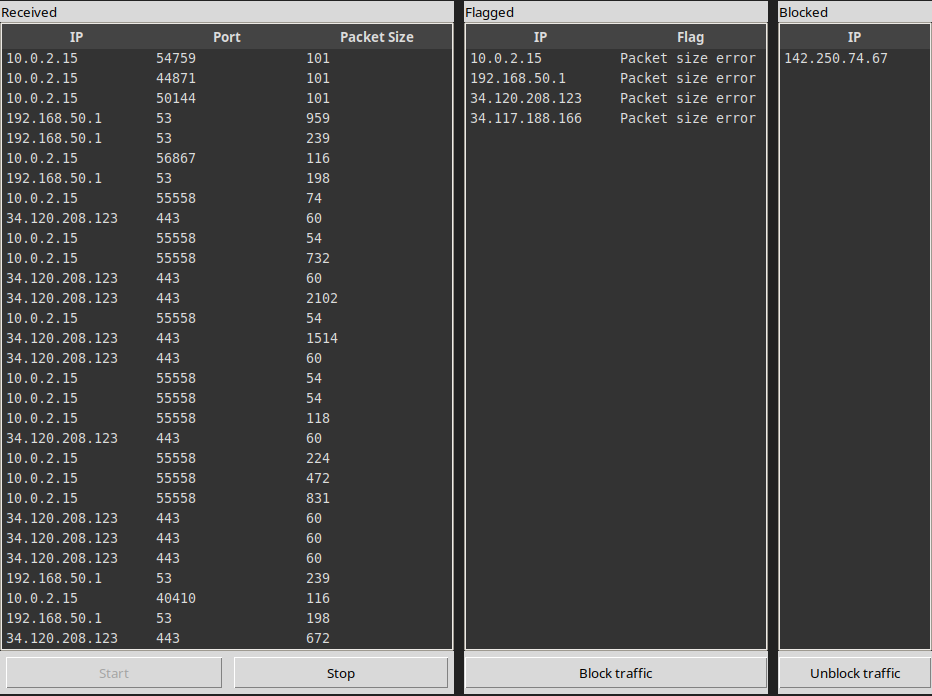 Received Flagged Blocked
IP Port Packet Size IP Flag IP
10.0.2.15 54759 101 10.0.2.15 Packet size error 142.250.74.67
10.0.2.15 44871 101 192.168.50.1 Packet size error
10.0.2.15 50144 101 34.120.208.123 Packet size error
192.168.50.1 53 959 34.117.188.166 Packet size error
192.168.50.1 53 239
10.0.2.15 56867 116
192.168.50.1 53 198
10.0.2.15 55558 74
34.120.208.123 443 60
10.0.2.15 55558 54
10.0.2.15 55558 732
34.120.208.123 443 60
34.120.208.123 443 2102
10.0.2.15 55558 54
34.120.208.123 443 1514
34.120.208.123 443 60
10.0.2.15 55558 54
10.0.2.15 55558 54
10.0.2.15 55558 118
34.120.208.123 443 60
10.0.2.15 55558 224
10.0.2.15 55558 472
10.0.2.15 55558 831
34.120.208.123 443 60
34.120.208.123 443 60
34.120.208.123 443 60
192.168.50.1 53 239
10.0.2.15 40410 116
192.168.50.1 53 198
34.120.208.123 443 672
Start Stop Block traffic Unblock traffic